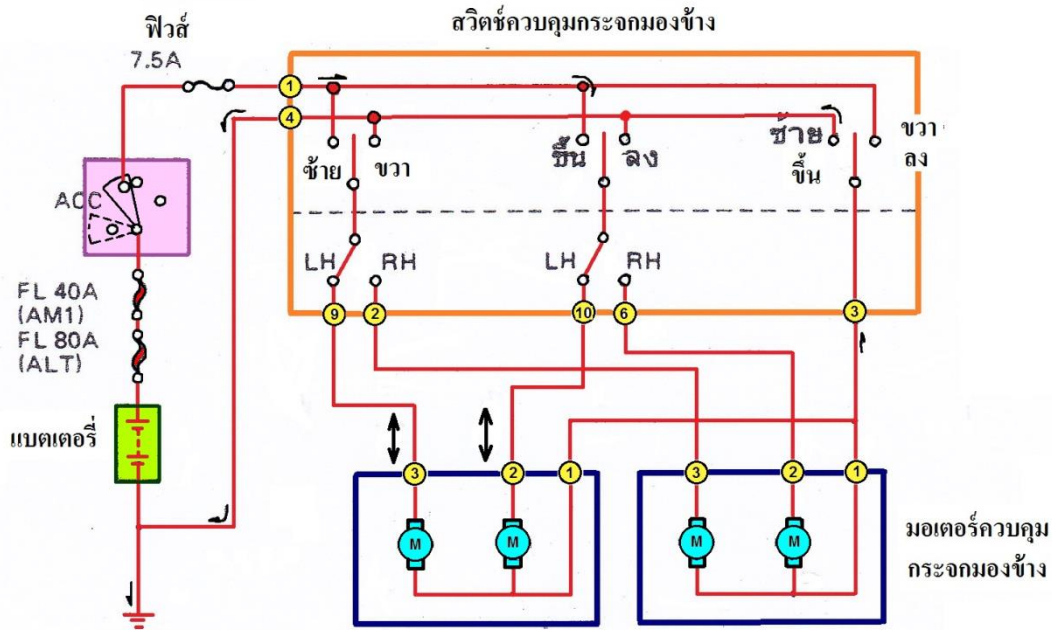 ฟิวส์
7.5A
สวิตช์ควบคุมกระจกมองข้าง
1
4
ซ้าย
ขวา
ขึ้น
ลง
ซ้าย
ขึ้น
ขวา
ลง
ACC
LH
RH
LH
RH
9
2
10
6
3
FL 40A
(AM1)
FL 80A
(ALT)
แบตเตอรี่
3
2
1
3
2
1
M
M
M
M
มอเตอร์ควบคุม
กระจกมองข้าง